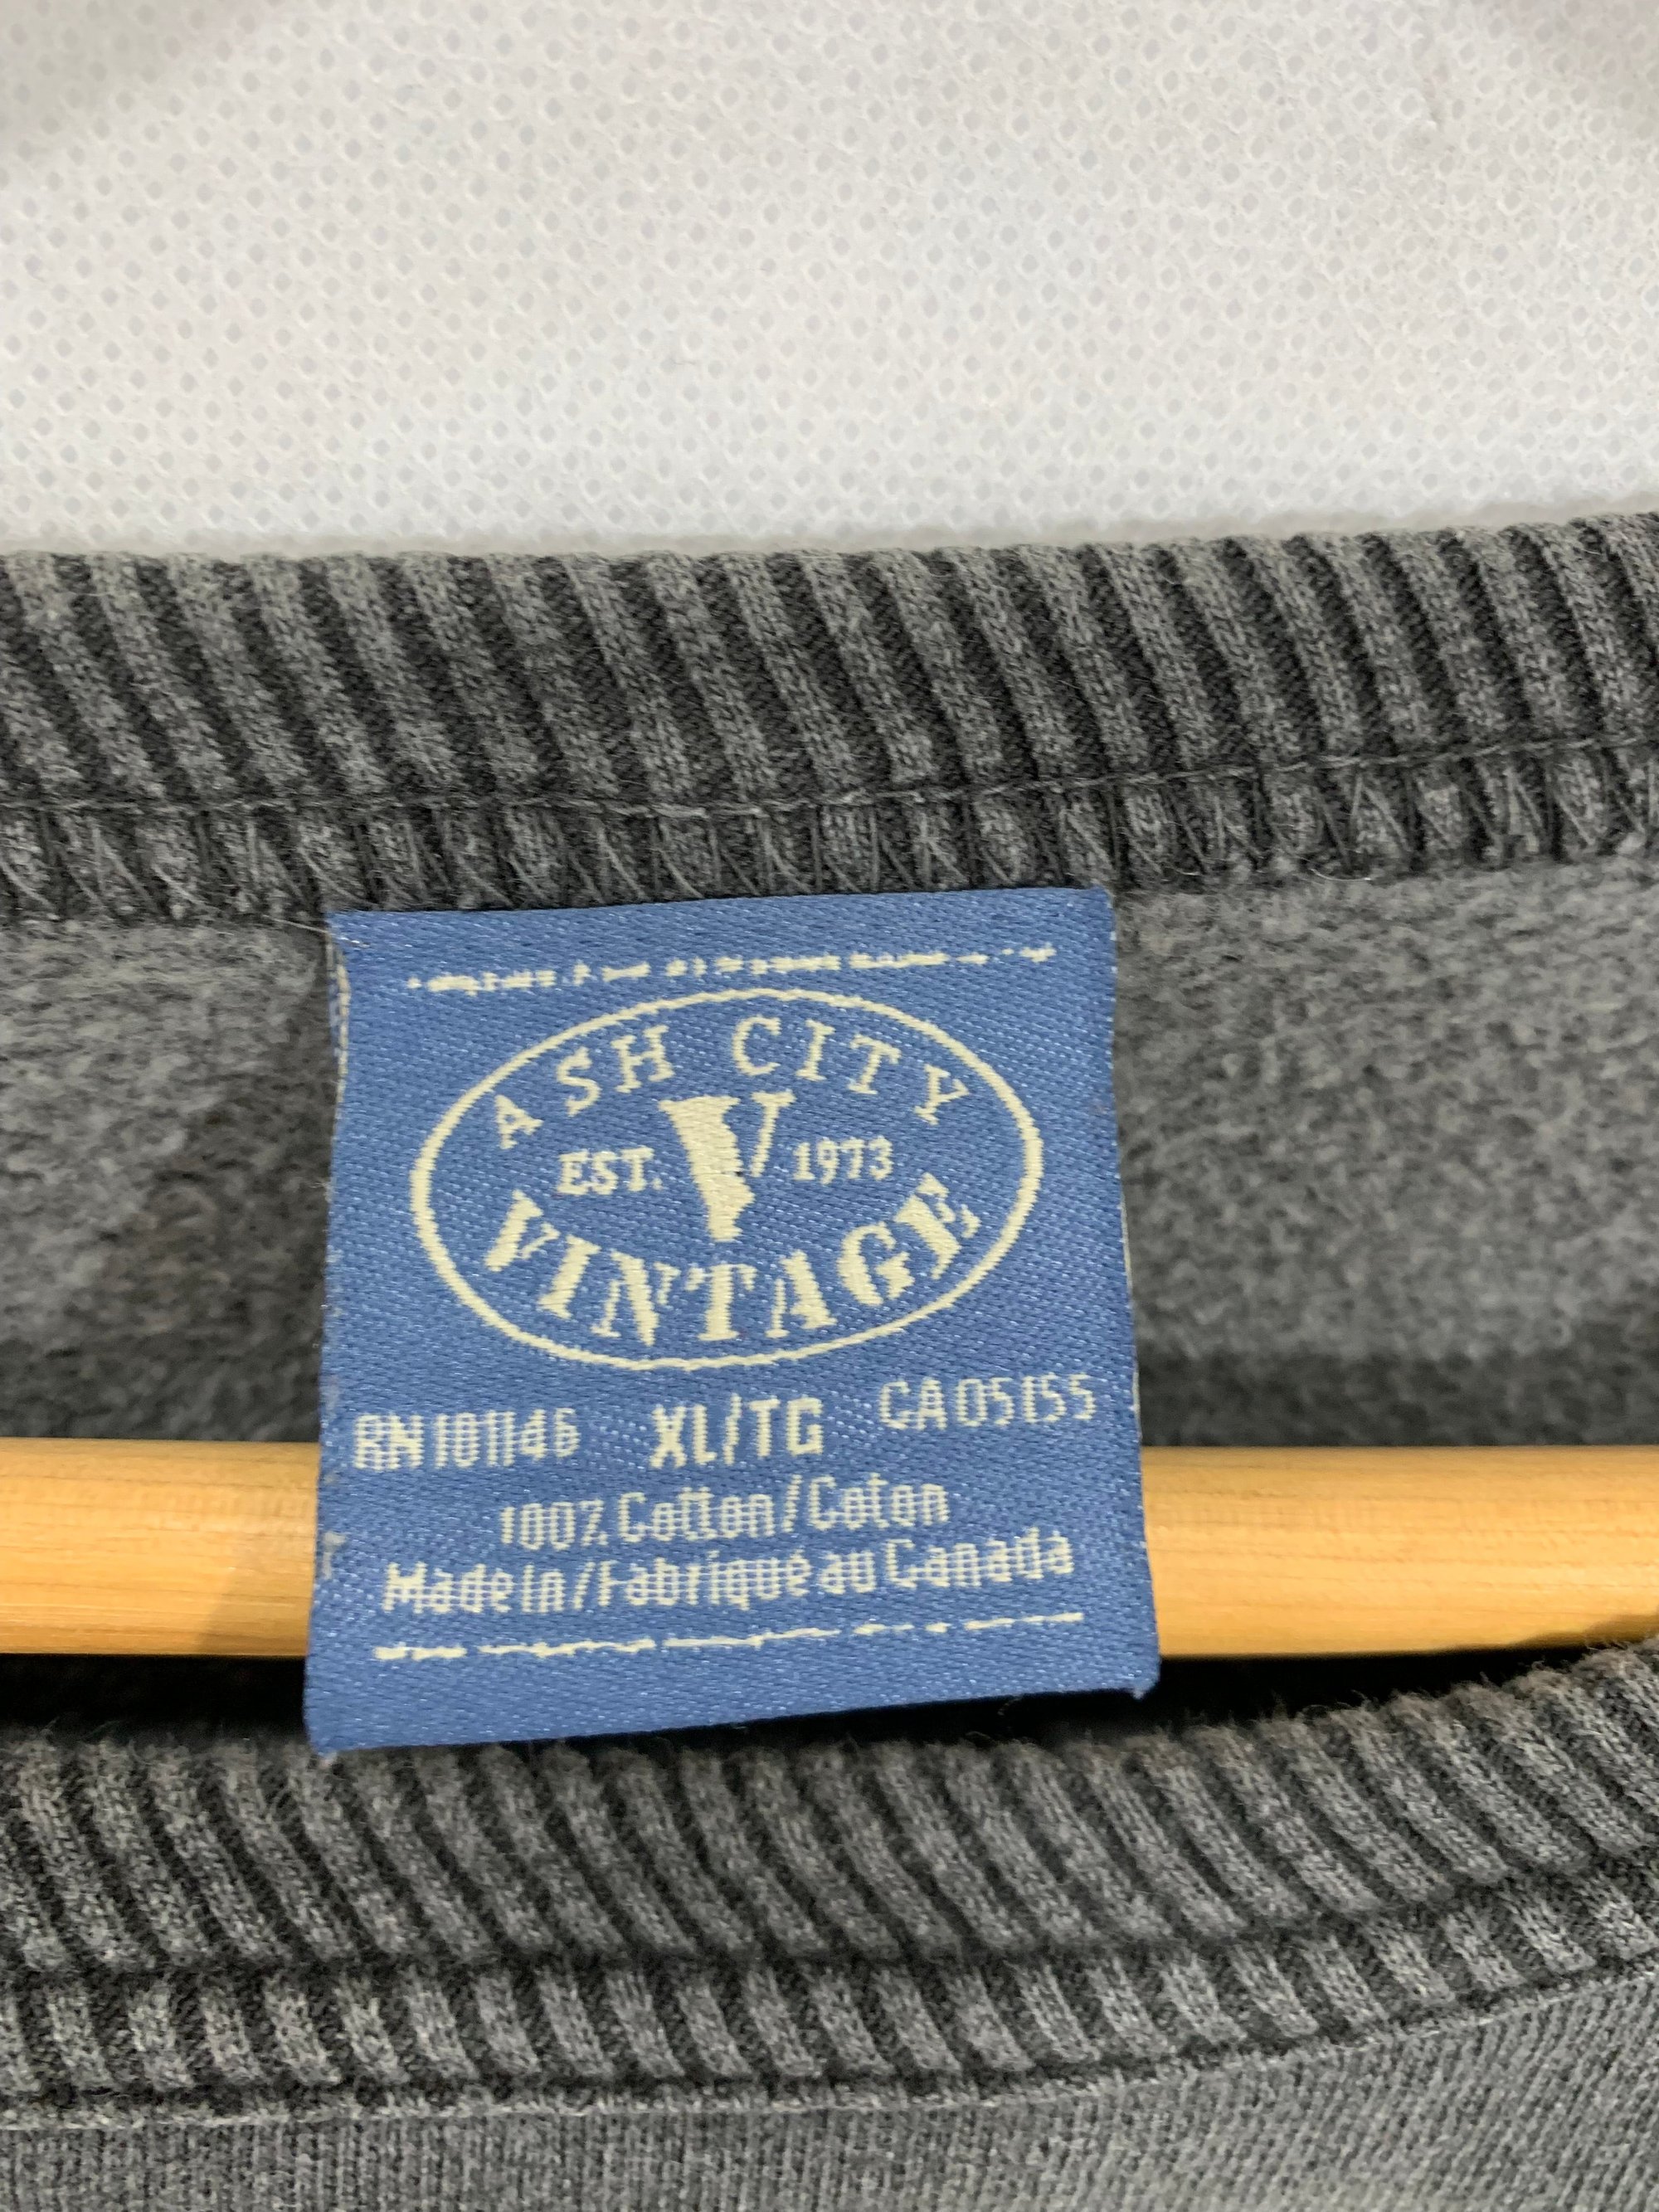 ASH CITY
EST. V 1973
VINTAGE
RN 101146 XL/TG CA 05155
100% Cotton/Coton
Made in/Fabriqué au Canada